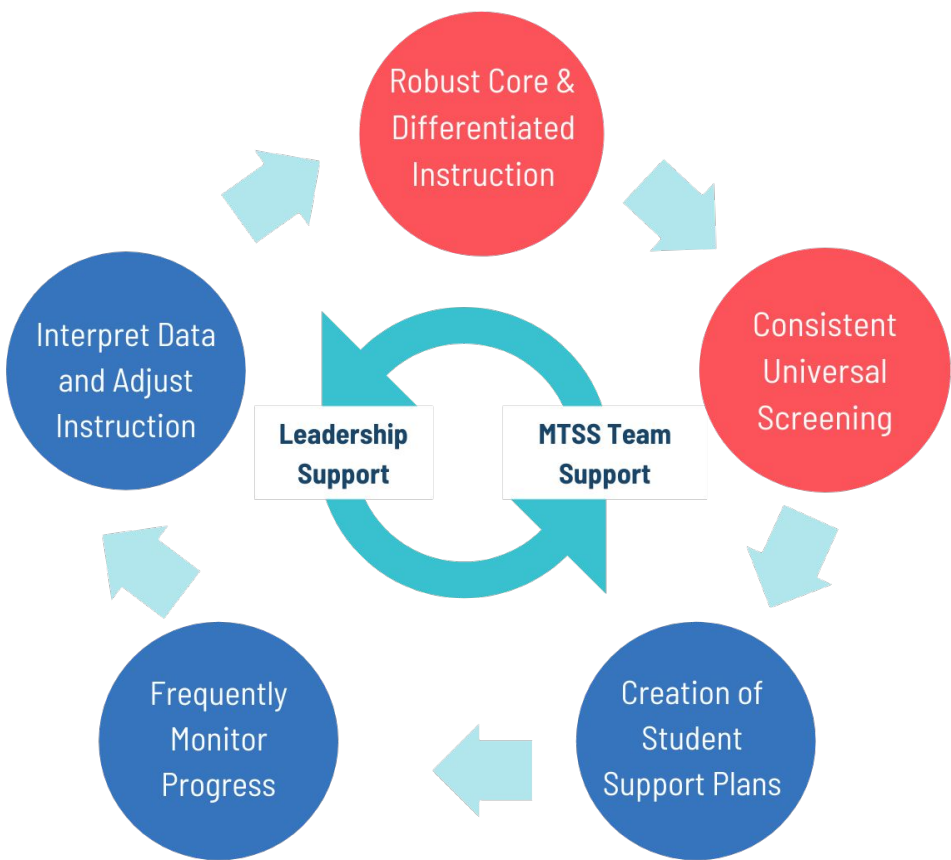 Robust Core &
Differentiated
Instruction
Consistent
Universal
Screening
Creation of
Student
Support Plans
Frequently
Monitor
Progress
Interpret Data
and Adjust
Instruction
Leadership
Support
MTSS Team
Support